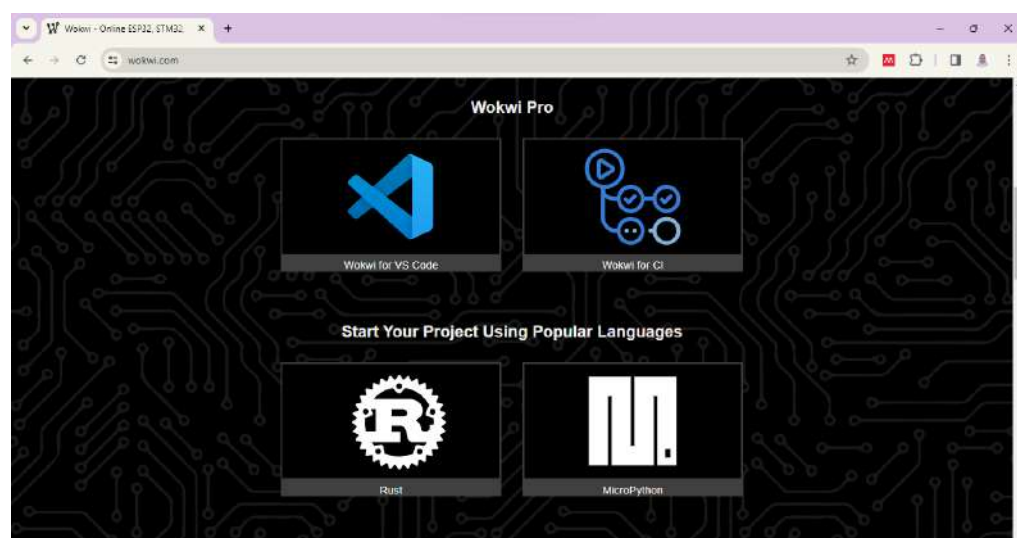 Wokwi - Online ESP32, STM32,
wokwi.com
Wokwi Pro
Wokwi for VS Code
Wokwi for CI
Start Your Project Using Popular Languages
Rust
MicroPython